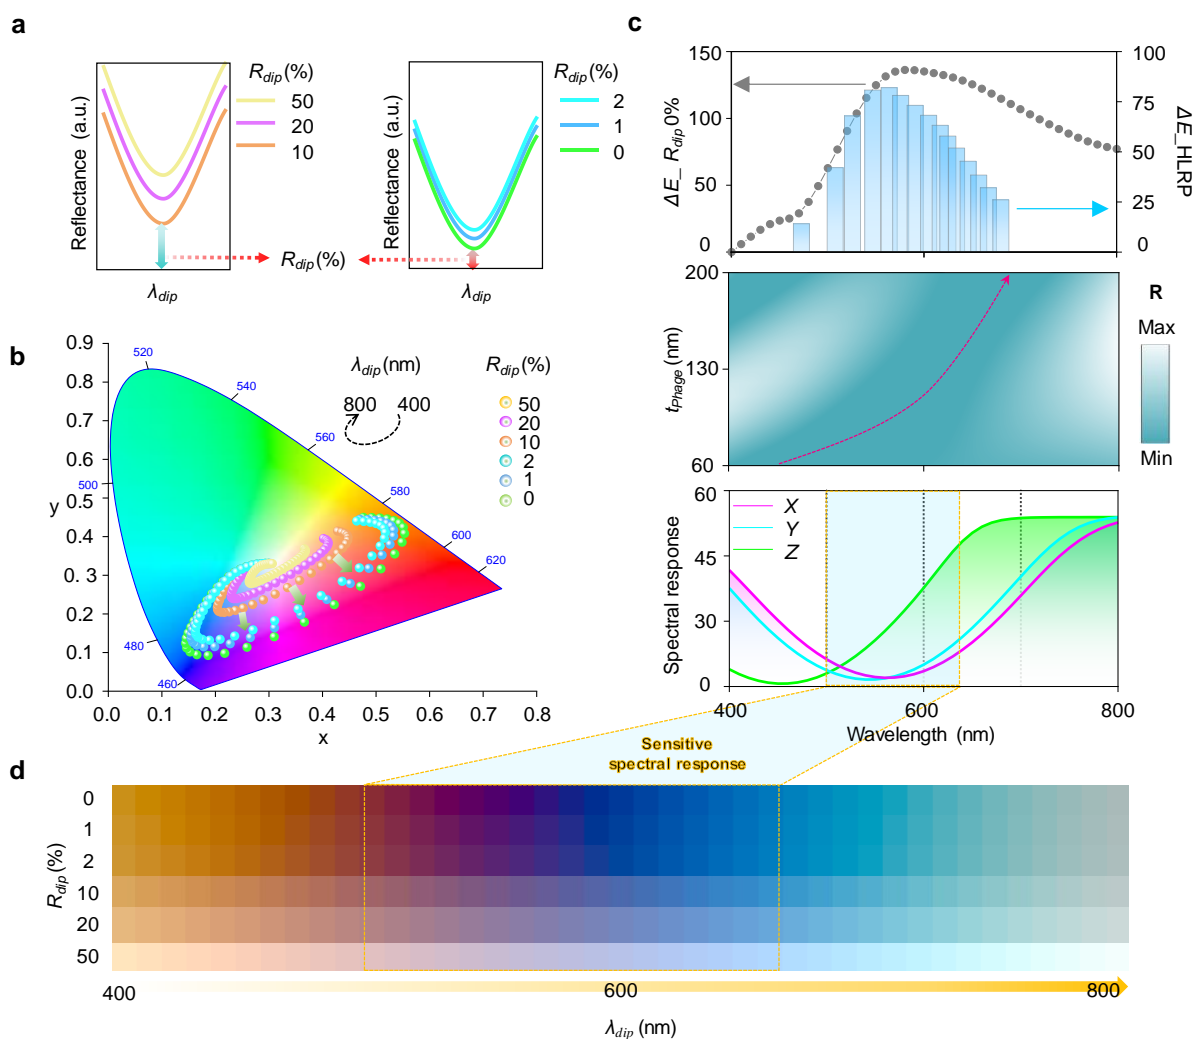 a
Reflectance (a.u.)
R_dip (%)
50
20
10
λ_dip
R_dip (%)
Reflectance (a.u.)
R_dip (%)
2
1
0
λ_dip
b
y
0.9
0.8
0.7
0.6
0.5
0.4
0.3
0.2
0.1
0.0
0.0 0.1 0.2 0.3 0.4 0.5 0.6 0.7 0.8
x
520
540
560
500
580
600
620
480
460
λ_dip (nm)
800 400
R_dip (%)
50
20
10
2
1
0
c
ΔE_ R_dip 0%
150
100
50
0
100
75
50
25
0
ΔE_HLRP
t_Phage (nm)
200
130
60
R
Max
Min
Spectral response
60
45
30
15
0
X
Y
Z
400 600 800
Wavelength (nm)
Sensitive
spectral response
d
R_dip (%)
0
1
2
10
20
50
400 600 800
λ_dip (nm)